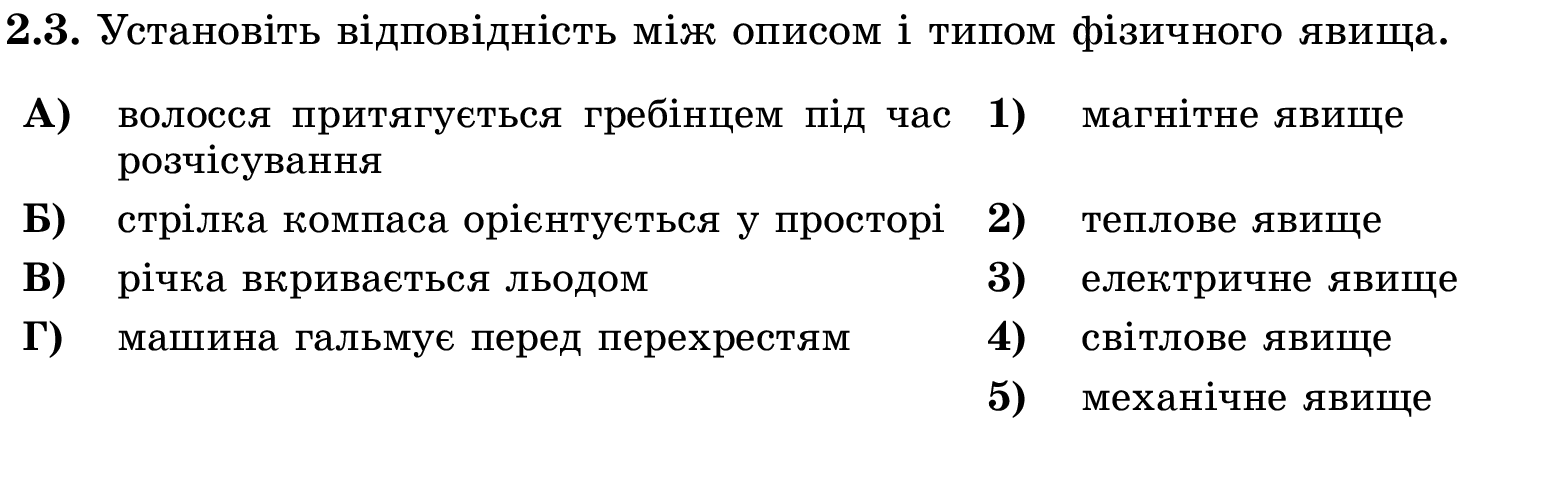 2.3. Установіть відповідність між описом і типом фізичного явища.
А) волосся притягується гребінцем під час 1) магнітне явище
розчісування
Б) стрілка компаса орієнтується у просторі 2) теплове явище
В) річка вкривається льодом 3) електричне явище
Г) машина гальмує перед перехрестям 4) світлове явище
5) механічне явище